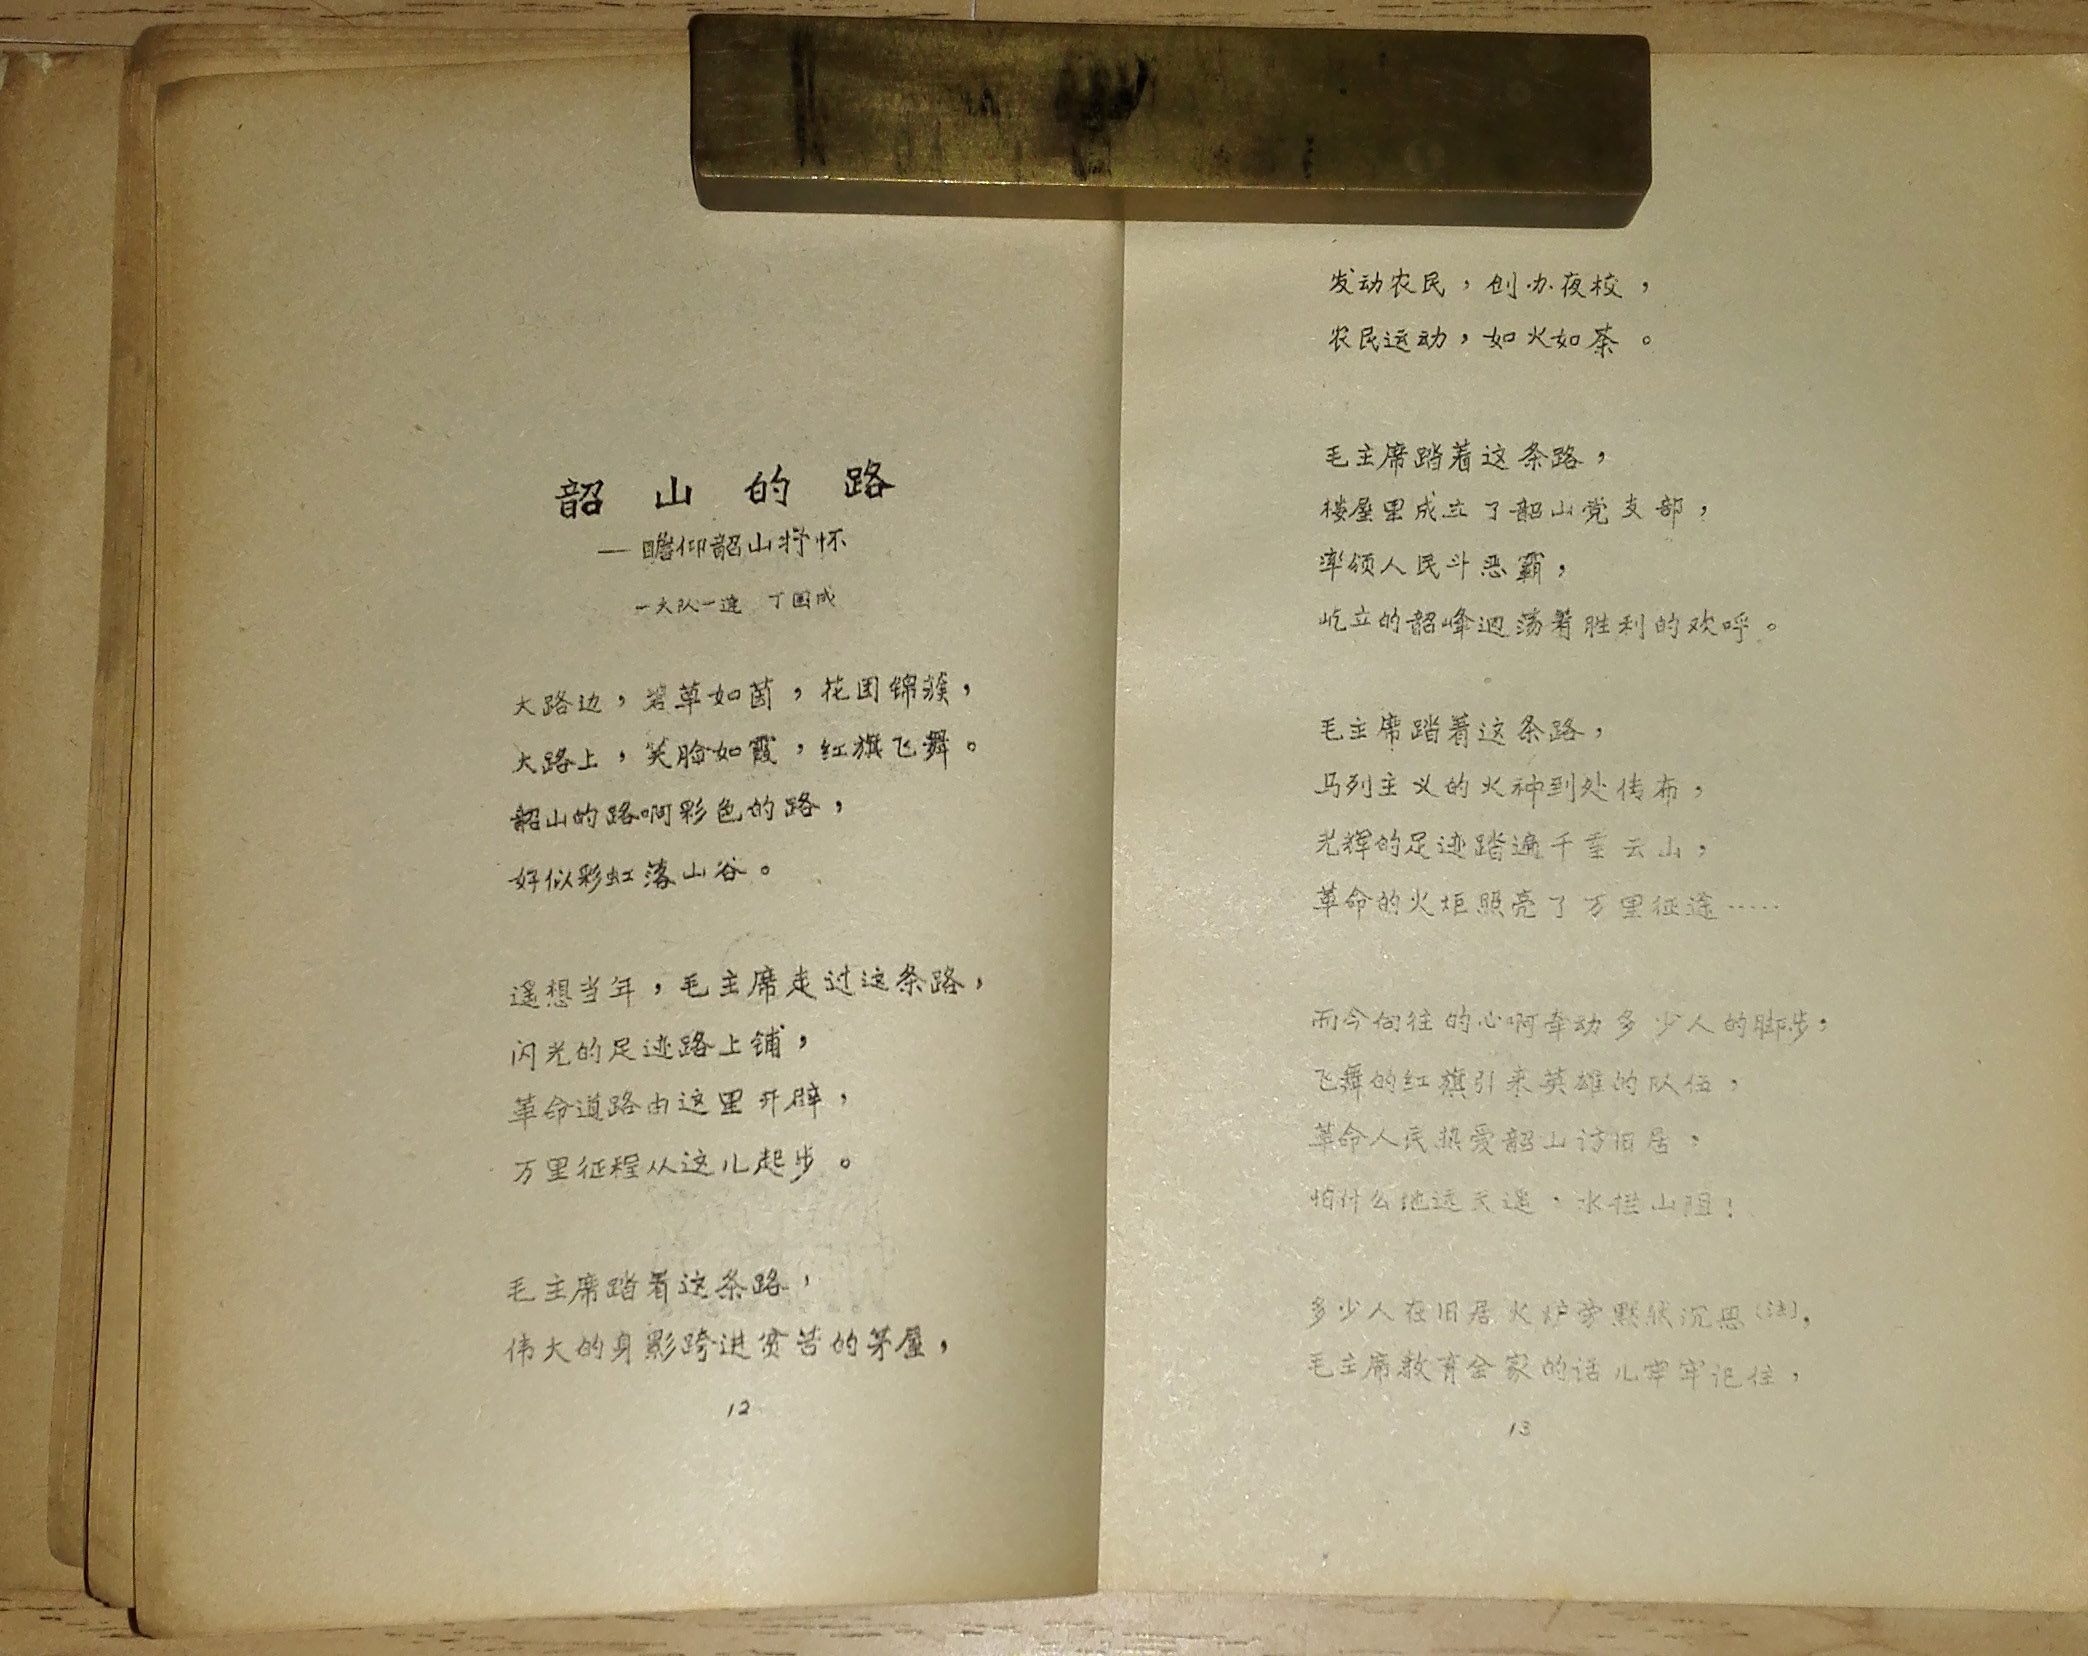 韶山的路
—瞻仰韶山抒怀
一大队一连 丁国成
大路边，碧草如茵，花团锦簇，
大路上，笑脸如霞，红旗飞舞。
韶山的路啊彩色的路，
好似彩虹落山谷。
遥想当年，毛主席走过这条路，
闪光的足迹路上铺，
革命道路由这里开辟，
万里征程从这儿起步。
毛主席踏着这条路，
伟大的身影跨进贫苦的茅屋，
12
发动农民，创办夜校，
农民运动，如火如荼。
毛主席踏着这条路，
楼屋里成立了韶山党支部，
率领人民斗恶霸，
屹立的韶峰迴荡着胜利的欢呼。
毛主席踏着这条路，
马列主义的火种到处传布，
光辉的足迹踏遍千重云山，
革命的火炬照亮了万里征途……
而今向往的心啊牵动多少人的脚步，
飞舞的红旗引来英雄的队伍，
革命人民热爱韶山访旧居，
怕什么地远天遥，水拦山阻！
多少人在旧居火炉旁默默沉思(注)，
毛主席教育全家的话儿牢牢记住，
13